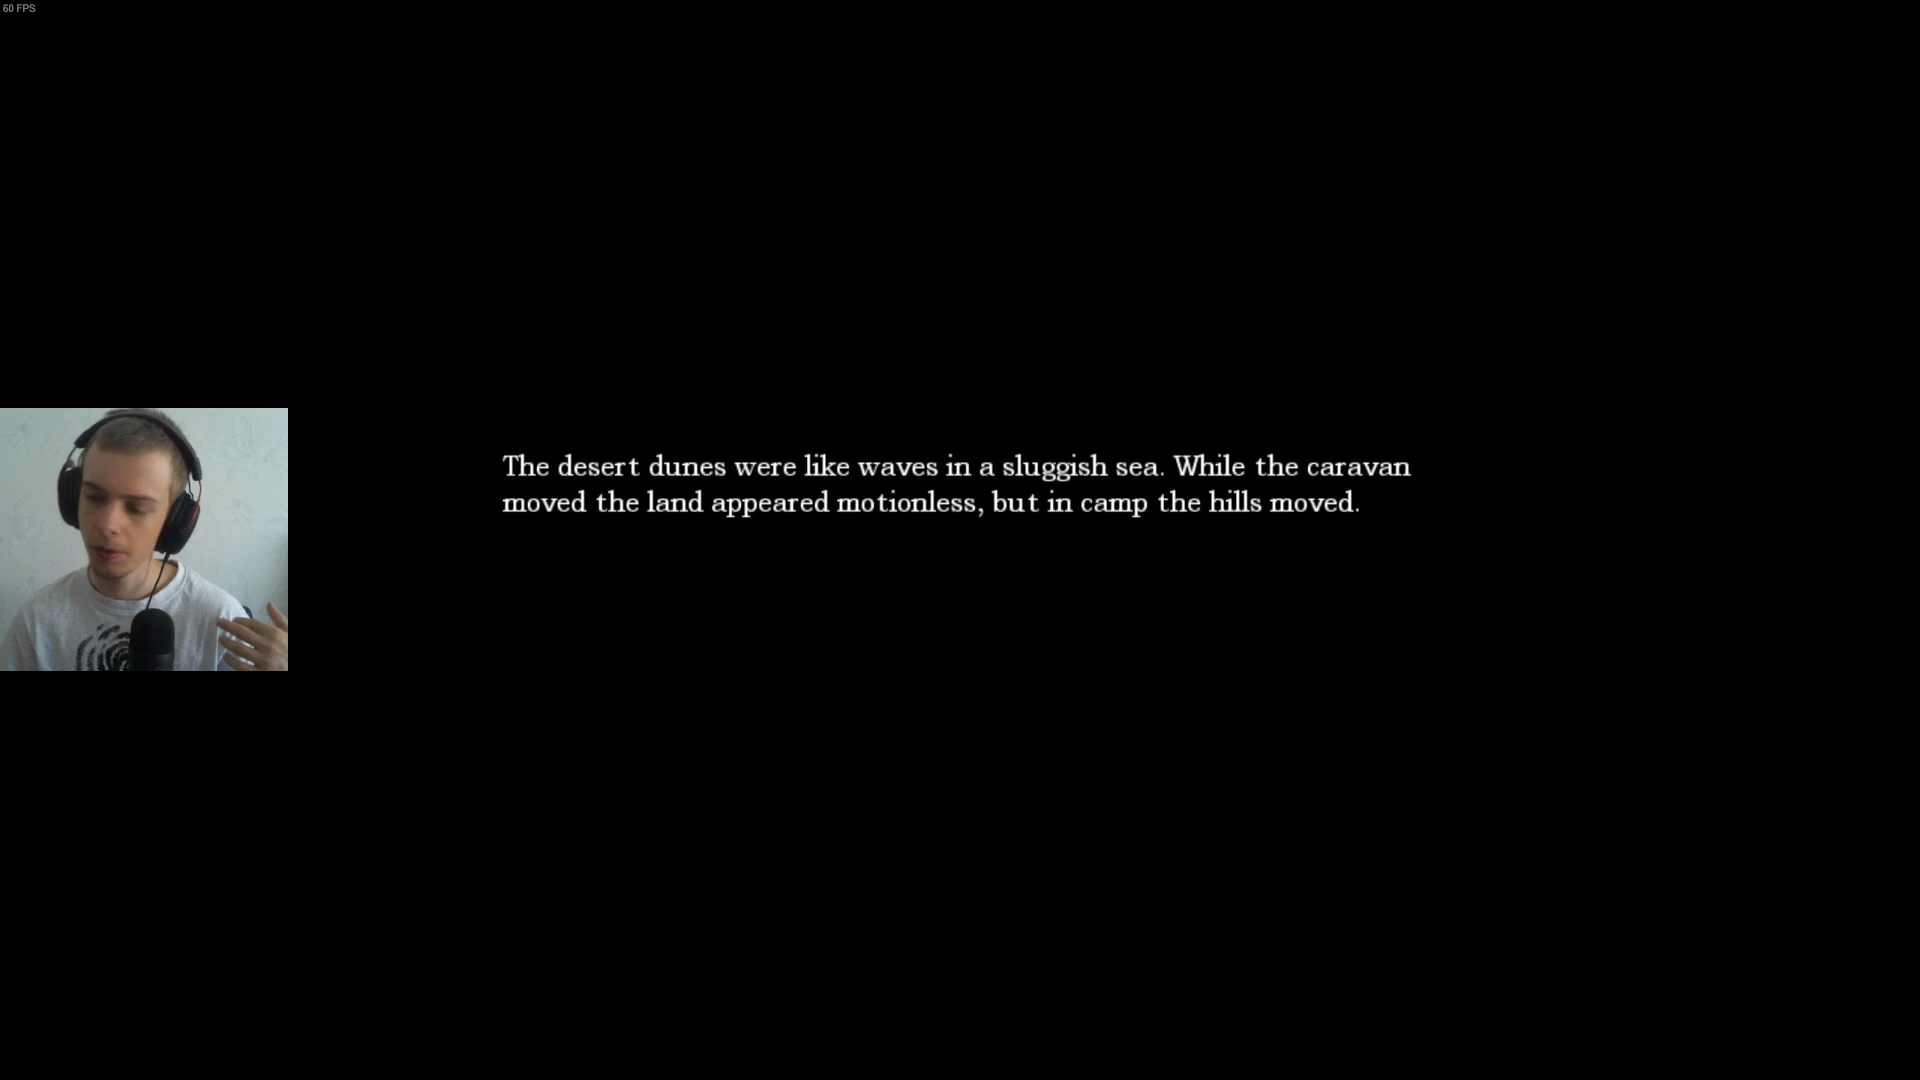 60 FPS
The desert dunes were like waves in a sluggish sea. While the caravan
moved the land appeared motionless, but in camp the hills moved.